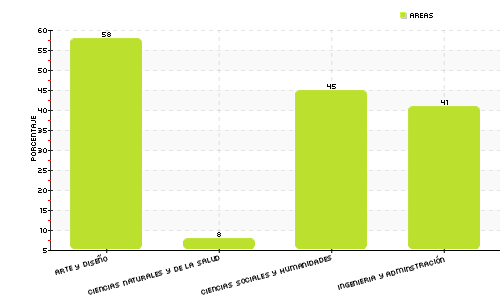 AREAS
PORCENTAJE
60
55
50
45
40
35
30
25
20
15
10
5
58
8
45
41
ARTE Y DISEÑO
CIENCIAS NATURALES Y DE LA SALUD
CIENCIAS SOCIALES Y HUMANIDADES
INGENIERIA Y ADMINSTRACIÓN